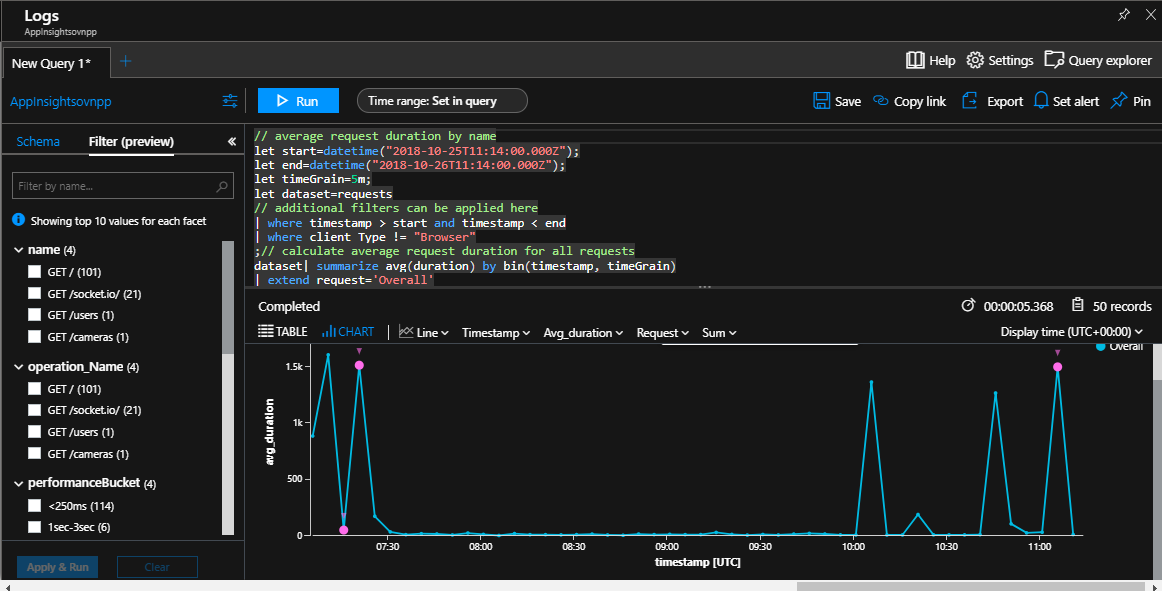 Logs
AppInsightsovnpp
New Query 1*
Help
Settings
Query explorer
AppInsightsovnpp
Run
Time range: Set in query
Save
Copy link
Export
Set alert
Pin
Schema
Filter (preview)
«
Filter by name...
Showing top 10 values for each facet
name (4)
GET / (101)
GET /socket.io/ (21)
GET /users (1)
GET /cameras (1)
operation_Name (4)
GET / (101)
GET /socket.io/ (21)
GET /users (1)
GET /cameras (1)
performanceBucket (4)
<250ms (114)
1sec-3sec (6)
Apply & Run
Clear
// average request duration by name
let start=datetime("2018-10-25T11:14:00.000Z");
let end=datetime("2018-10-26T11:14:00.000Z");
let timeGrain=5m;
let dataset=requests
// additional filters can be applied here
| where timestamp > start and timestamp < end
| where client_Type != "Browser"
;// calculate average request duration for all requests
dataset| summarize avg(duration) by bin(timestamp, timeGrain)
| extend request='Overall'
Completed
00:00:05.368
50 records
TABLE
CHART
Line
Timestamp
Avg_duration
Request
Sum
Display time (UTC+00:00)
Overall
1.5k
1k
500
0
avg_duration
07:30
08:00
08:30
09:00
09:30
10:00
10:30
11:00
timestamp [UTC]